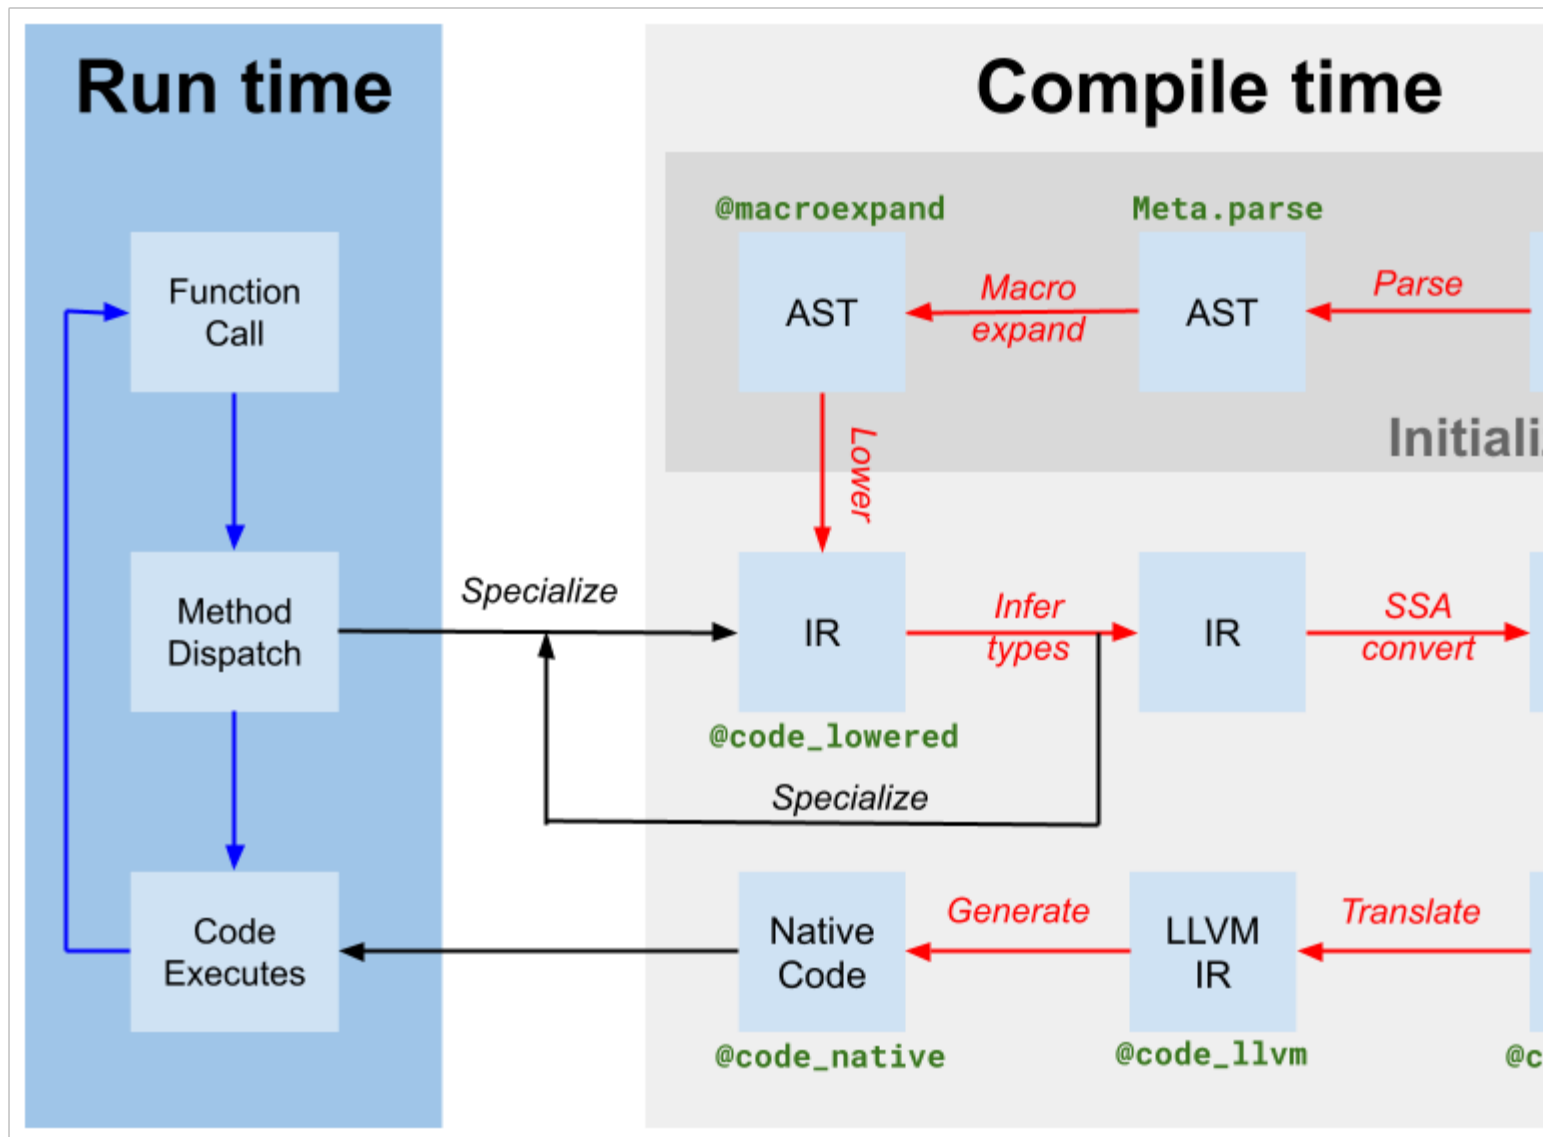 Run time
Compile time
@macroexpand
Meta.parse
Function
Call
AST
Macro
expand
AST
Parse
Lower
Method
Dispatch
Specialize
IR
Infer
types
IR
SSA
convert
@code_lowered
Specialize
Code
Executes
Native
Code
Generate
LLVM
IR
Translate
@code_native
@code_llvm